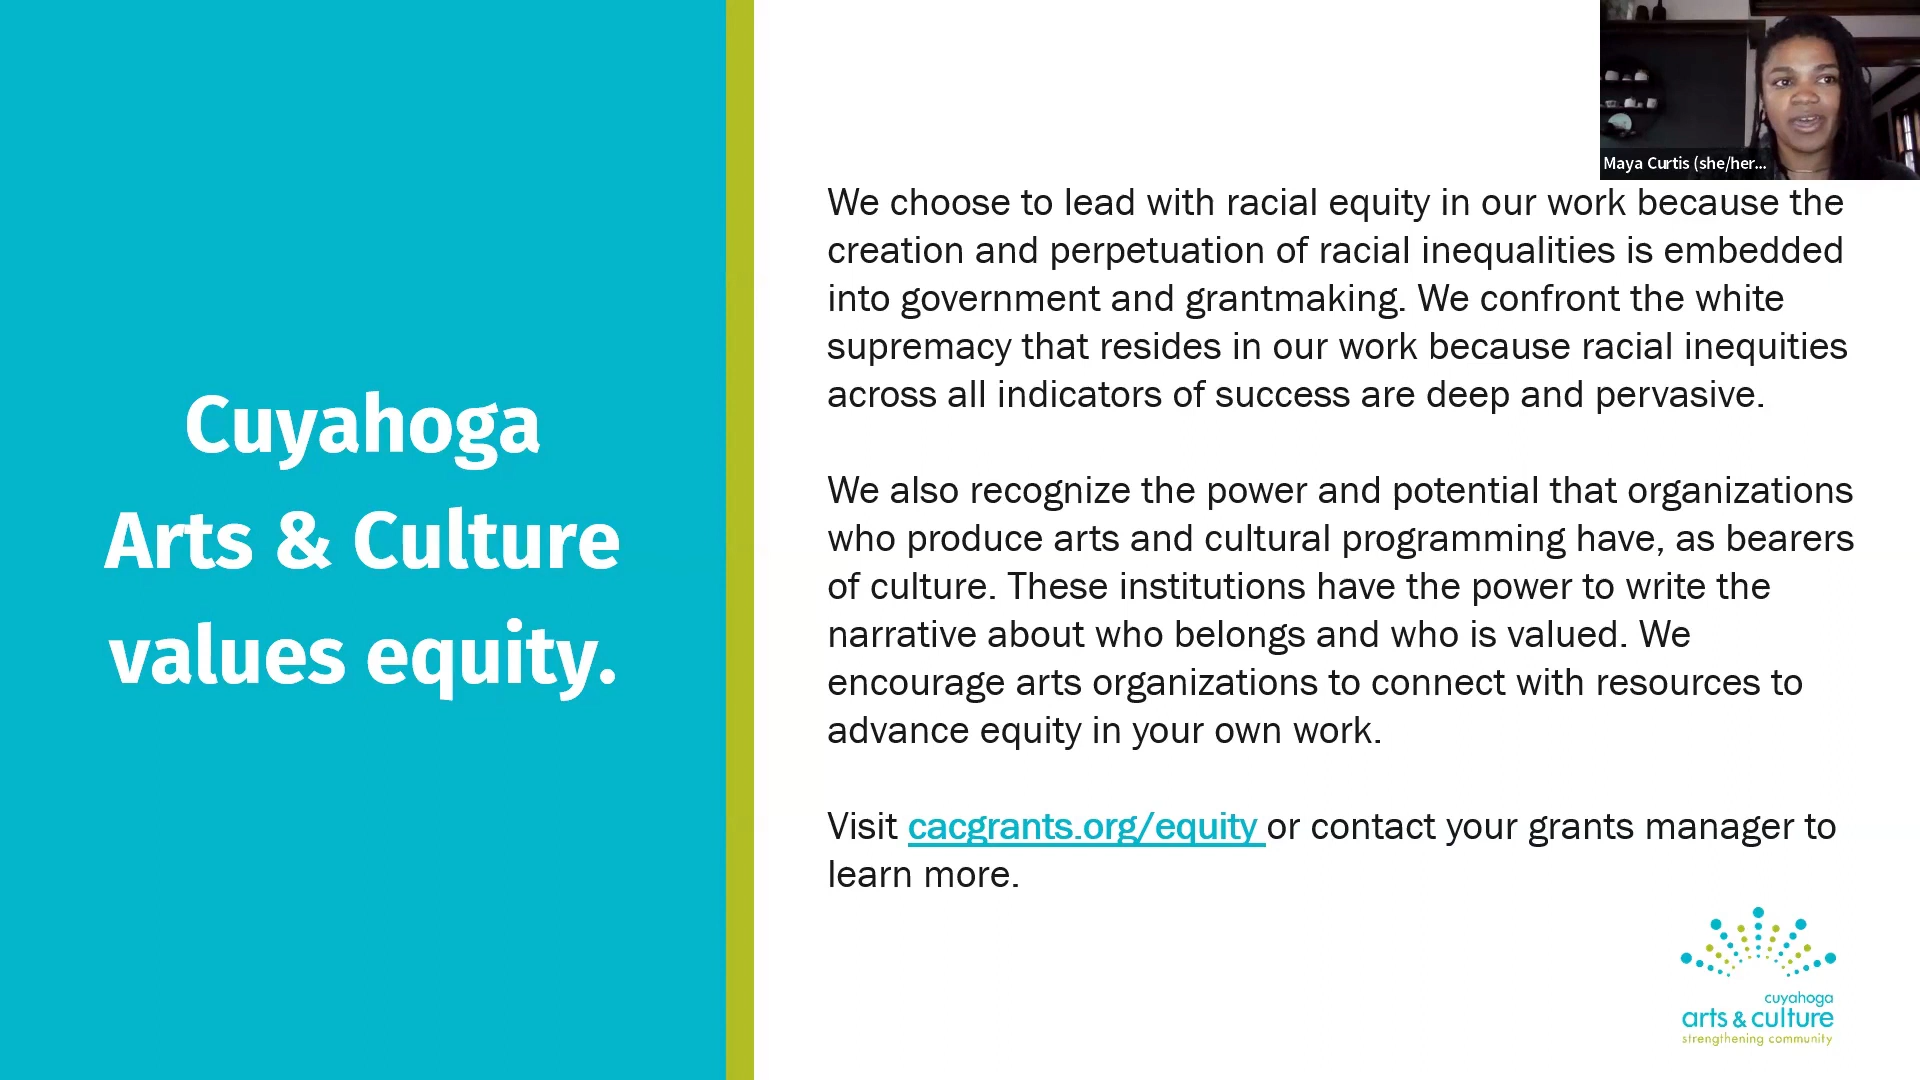 Maya Curtis (she/her...
Cuyahoga
Arts & Culture
values equity.
We choose to lead with racial equity in our work because the
creation and perpetuation of racial inequalities is embedded
into government and grantmaking. We confront the white
supremacy that resides in our work because racial inequities
across all indicators of success are deep and pervasive.
We also recognize the power and potential that organizations
who produce arts and cultural programming have, as bearers
of culture. These institutions have the power to write the
narrative about who belongs and who is valued. We
encourage arts organizations to connect with resources to
advance equity in your own work.
Visit cacgrants.org/equity or contact your grants manager to
learn more.
cuyahoga
arts & culture
strengthening community